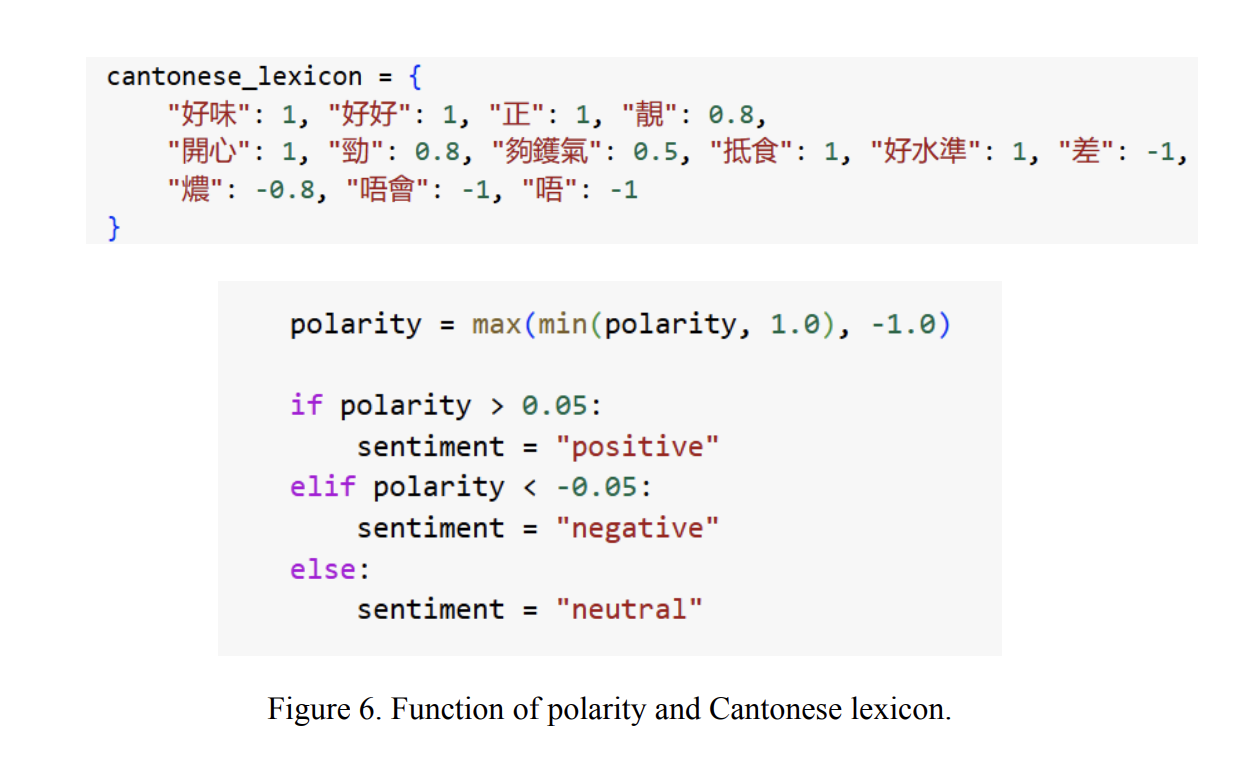 cantonese_lexicon = {
"好味": 1, "好好": 1, "正": 1, "靚": 0.8,
"開心": 1, "勁": 0.8, "夠鑊氣": 0.5, "抵食": 1, "好水準": 1, "差": -1,
"燶": -0.8, "唔會": -1, "唔": -1
}
polarity = max(min(polarity, 1.0), -1.0)
if polarity > 0.05:
sentiment = "positive"
elif polarity < -0.05:
sentiment = "negative"
else:
sentiment = "neutral"
Figure 6. Function of polarity and Cantonese lexicon.